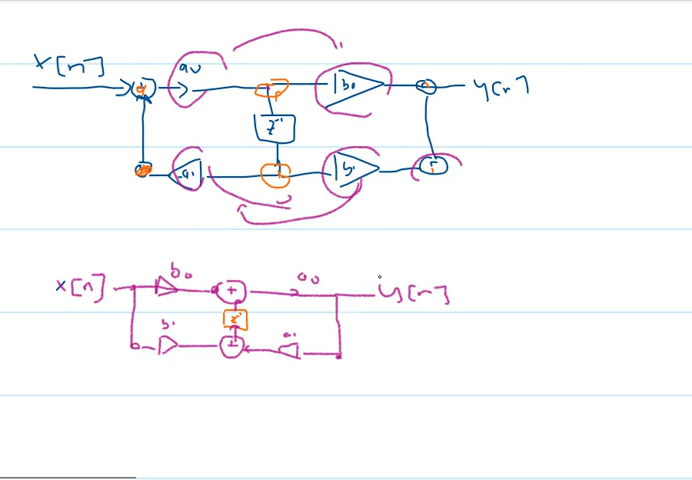 x[n] + a0 b0 y[n]
z⁻¹
-a1 b1 +
x[n] b0 + a0 y[n]
z⁻¹
b1 + a1